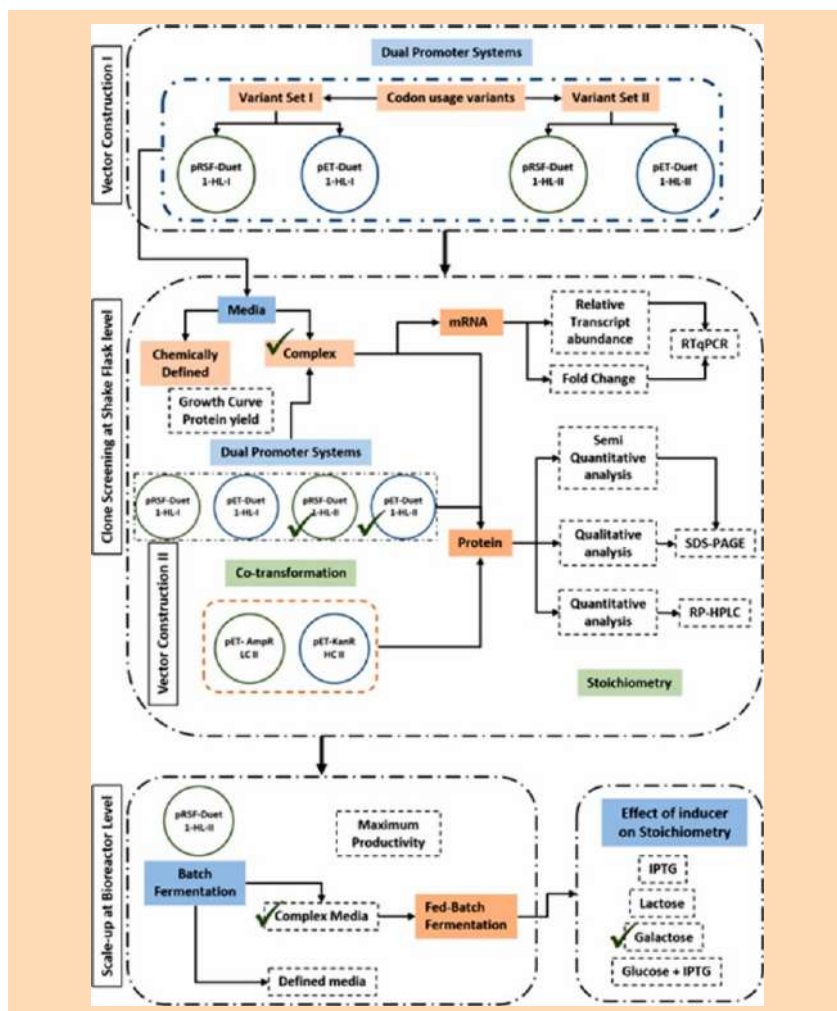 Vector Construction I
Dual Promoter Systems
Variant Set I
Codon usage variants
Variant Set II
pRSF-Duet
1-HL-I
pET-Duet
1-HL-I
pRSF-Duet
1-HL-II
pET-Duet
1-HL-II
Clone Screening at Shake Flask level
Media
mRNA
Relative
Transcript
abundance
RTqPCR
Chemically
Defined
Complex
Fold Change
Growth Curve
Protein yield
Dual Promoter Systems
Semi
Quantitative
analysis
pRSF-Duet
1-HL-I
pET-Duet
1-HL-I
pRSF-Duet
1-HL-II
pET-Duet
1-HL-II
Protein
Qualitative
analysis
SDS-PAGE
Vector Construction II
Co-transformation
Quantitative
analysis
RP-HPLC
pET- AmpR
LC II
pET-KanR
HC II
Stoichiometry
Scale-up at Bioreactor Level
pRSF-Duet
1-HL-II
Maximum
Productivity
Batch
Fermentation
Complex Media
Fed-Batch
Fermentation
Defined media
Effect of inducer
on Stoichiometry
IPTG
Lactose
Galactose
Glucose + IPTG